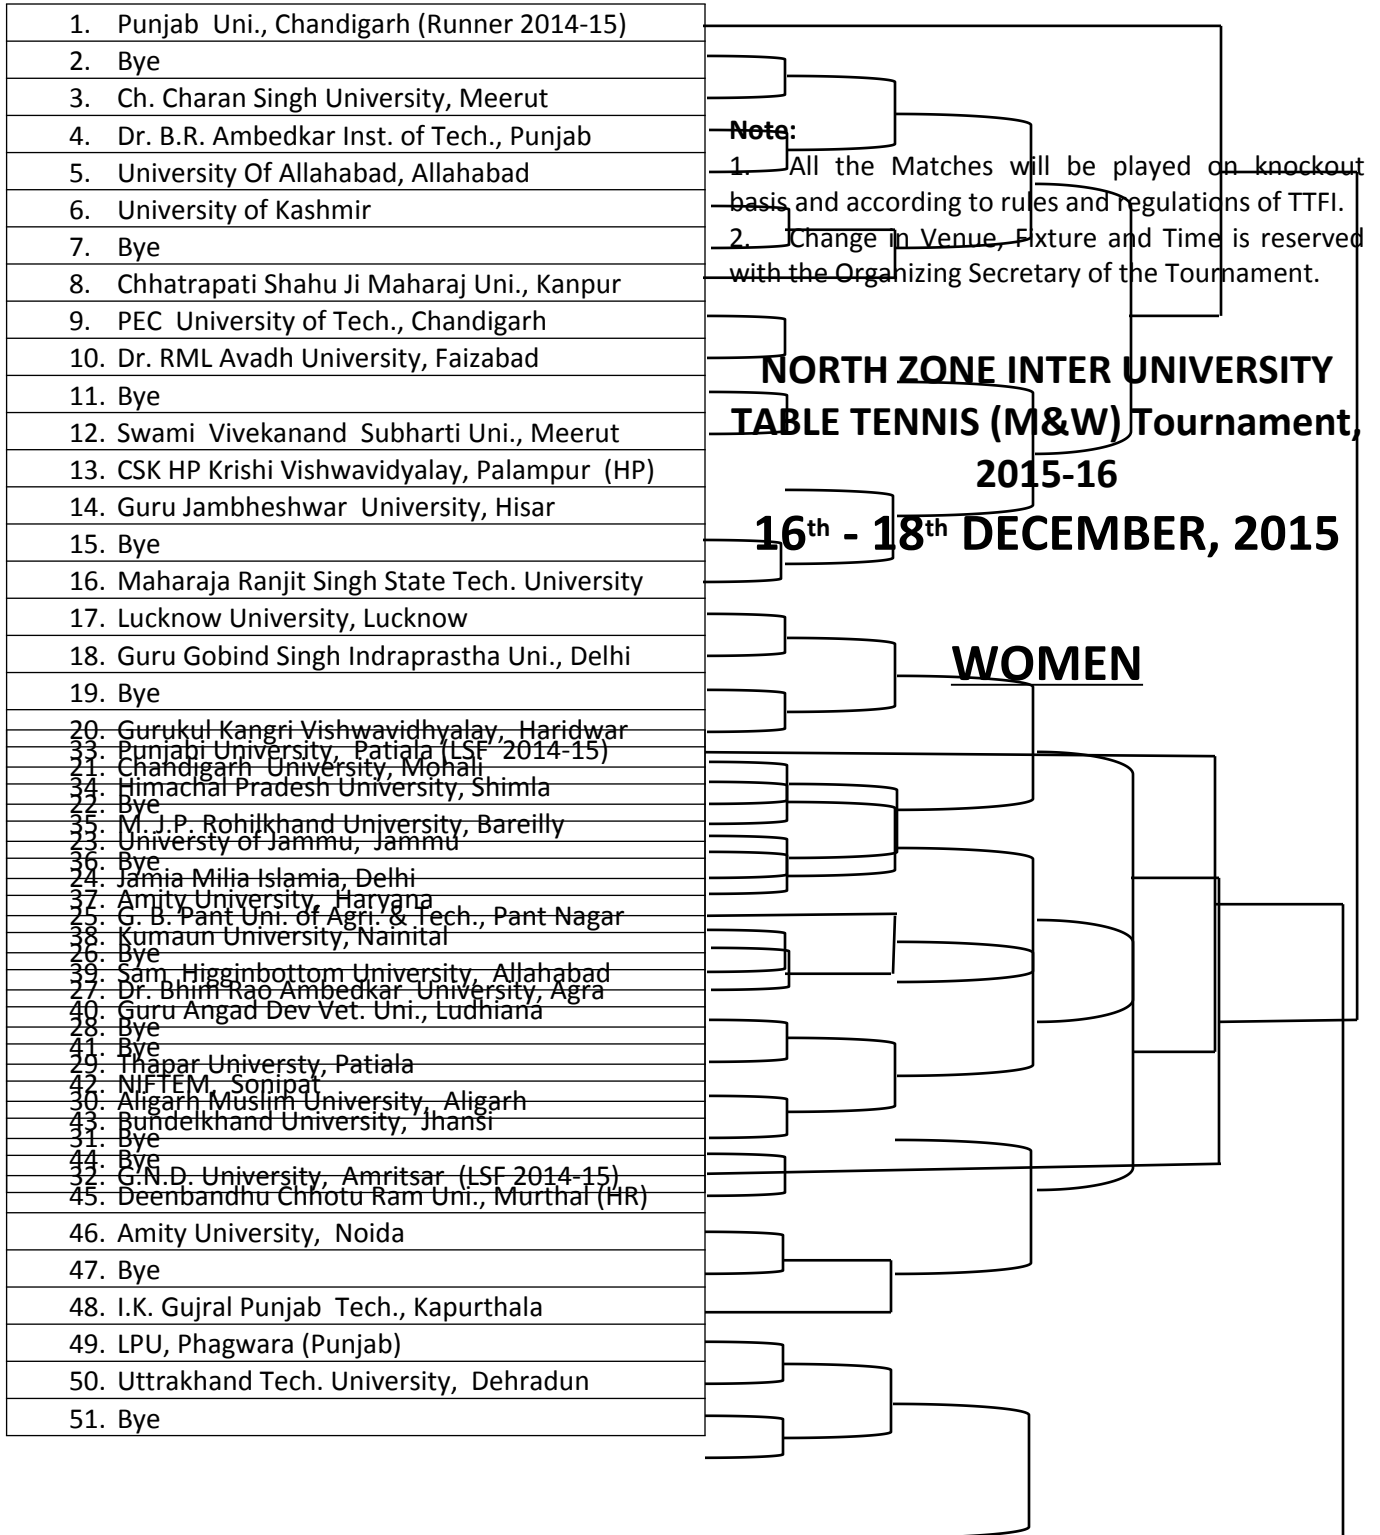 1. Punjab Uni., Chandigarh (Runner 2014-15)
2. Bye
3. Ch. Charan Singh University, Meerut
4. Dr. B.R. Ambedkar Inst. of Tech., Punjab
5. University Of Allahabad, Allahabad
6. University of Kashmir
7. Bye
8. Chhatrapati Shahu Ji Maharaj Uni., Kanpur
9. PEC University of Tech., Chandigarh
10. Dr. RML Avadh University, Faizabad
11. Bye
12. Swami Vivekanand Subharti Uni., Meerut
13. CSK HP Krishi Vishwavidyalay, Palampur (HP)
14. Guru Jambheshwar University, Hisar
15. Bye
16. Maharaja Ranjit Singh State Tech. University
17. Lucknow University, Lucknow
18. Guru Gobind Singh Indraprastha Uni., Delhi
19. Bye
20. Gurukul Kangri Vishwavidhyalay, Haridwar
33. Punjabi University, Patiala (LSF 2014-15)
21. Chandigarh University, Mohali
34. Himachal Pradesh University, Shimla
22. Bye
35. M. J.P. Rohilkhand University, Bareilly
23. Universty of Jammu, Jammu
36. Bye
24. Jamia Milia Islamia, Delhi
37. Amity University, Haryana
25. G. B. Pant Uni. of Agri. & Tech., Pant Nagar
38. Kumaun University, Nainital
26. Bye
39. Sam Higginbottom University, Allahabad
27. Dr. Bhim Rao Ambedkar University, Agra
40. Guru Angad Dev Vet. Uni., Ludhiana
28. Bye
41. Bye
29. Thapar Universty, Patiala
42. NIFTEM, Sonipat
30. Aligarh Muslim University, Aligarh
43. Bundelkhand University, Jhansi
31. Bye
44. Bye
32. G.N.D. University, Amritsar (LSF 2014-15)
45. Deenbandhu Chhotu Ram Uni., Murthal (HR)
46. Amity University, Noida
47. Bye
48. I.K. Gujral Punjab Tech., Kapurthala
49. LPU, Phagwara (Punjab)
50. Uttrakhand Tech. University, Dehradun
51. Bye
Note:
1. All the Matches will be played on knockout
basis and according to rules and regulations of TTFI.
2. Change in Venue, Fixture and Time is reserved
with the Organizing Secretary of the Tournament.
NORTH ZONE INTER UNIVERSITY
TABLE TENNIS (M&W) Tournament,
2015-16
16th - 18th DECEMBER, 2015
WOMEN